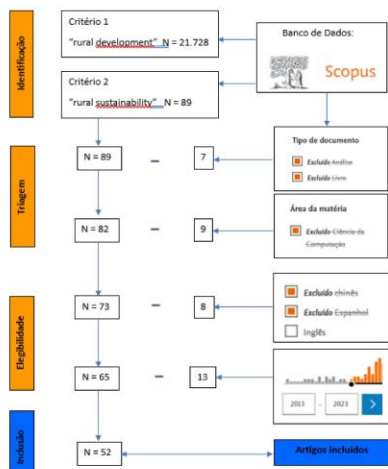 Identificação
Critério 1
"rural development" N = 21.728
Critério 2
"rural sustainability" N = 89
Banco de Dados:
Scopus
Triagem
N = 89
7
Tipo de documento
Excluído Análise
Excluído Livro
N = 82
9
Área da matéria
Excluído Ciência da
Computação
Elegibilidade
N = 73
8
Excluído chinês
Excluído Espanhol
Inglês
N = 65
13
2013 - 2023
Inclusão
N = 52
Artigos incluídos